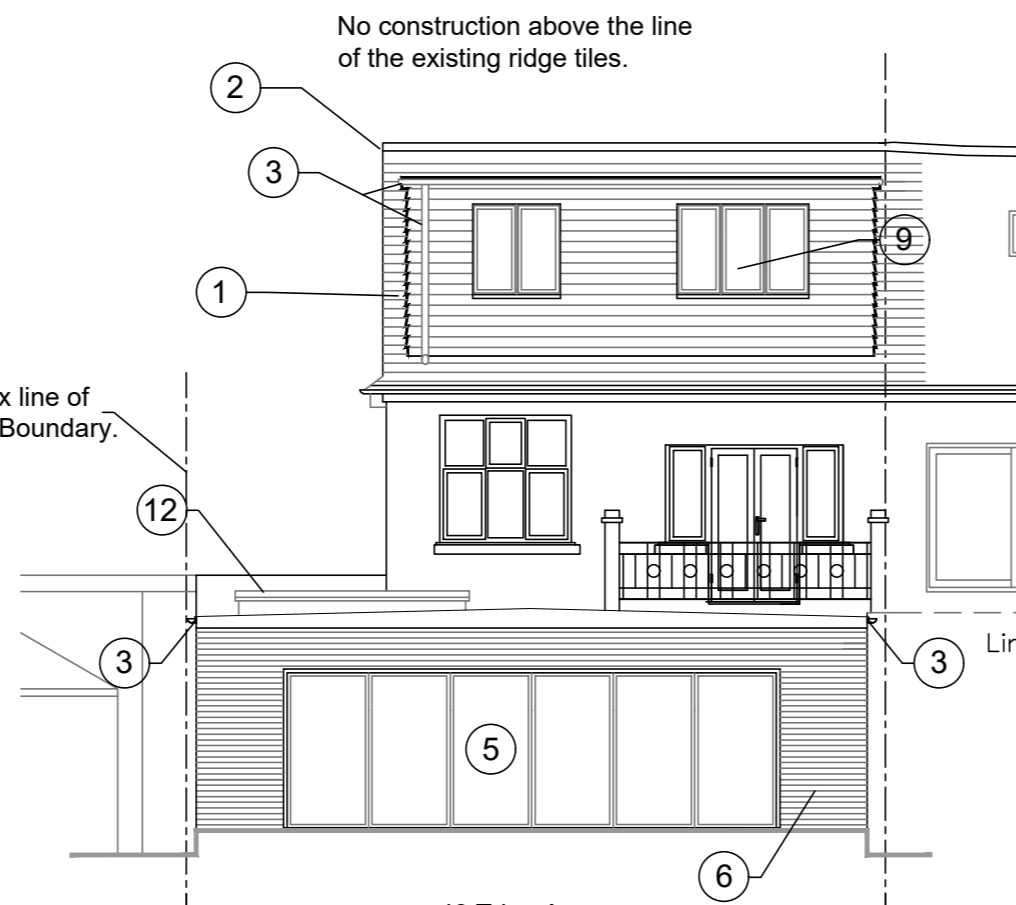 No construction above the line
of the existing ridge tiles.
2
3
9
1
x line of
Boundary.
12
3
3
Lin
5
6